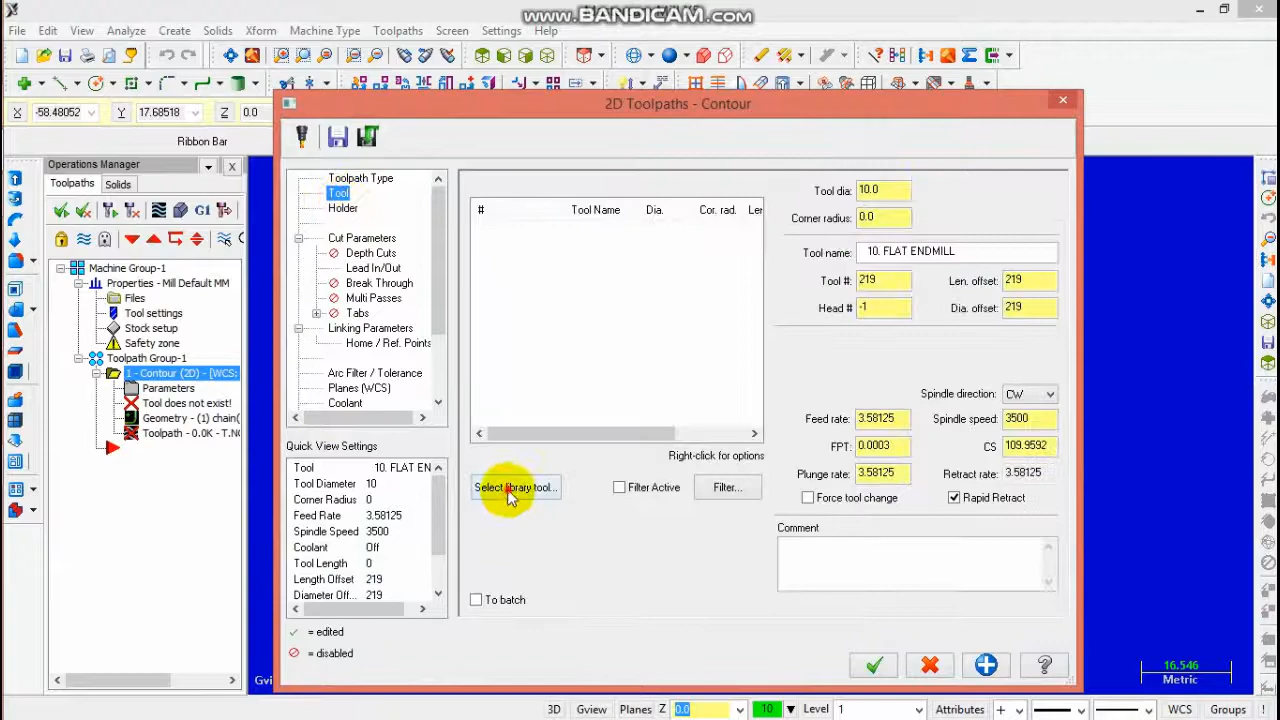 www.BANDICAM.com
File Edit View Analyze Create Solids Xform Machine Type Toolpaths Screen Settings Help
X -58.48052 Y 17.68518 Z 0.0
Ribbon Bar
Operations Manager
Toolpaths Solids
G1
Machine Group-1
Properties - Mill Default MM
Files
Tool settings
Stock setup
Safety zone
Toolpath Group-1
1 - Contour (2D) - [WCS:
Parameters
Tool does not exist!
Geometry - (1) chain(
Toolpath - 0.0K - T.NC
2D Toolpaths - Contour
Toolpath Type
Tool
Holder
Cut Parameters
Depth Cuts
Lead In/Out
Break Through
Multi Passes
Tabs
Linking Parameters
Home / Ref. Points
Arc Filter / Tolerance
Planes (WCS)
Coolant
Quick View Settings
Tool 10. FLAT EN
Tool Diameter 10
Corner Radius 0
Feed Rate 3.58125
Spindle Speed 3500
Coolant Off
Tool Length 0
Length Offset 219
Diameter Off... 219
= edited
= disabled
# Tool Name Dia. Cor. rad. Ler
Right-click for options
Select library tool... Filter Active Filter...
To batch
Tool dia: 10.0
Corner radius: 0.0
Tool name: 10. FLAT ENDMILL
Tool #: 219 Len. offset: 219
Head # -1 Dia. offset: 219
Spindle direction: CW
Feed rate: 3.58125 Spindle speed: 3500
FPT: 0.0003 CS 109.9592
Plunge rate: 3.58125 Retract rate: 3.58125
Force tool change Rapid Retract
Comment
Gvi
16.546
Metric
3D Gview Planes Z 0.0 10 Level 1 Attributes WCS Groups